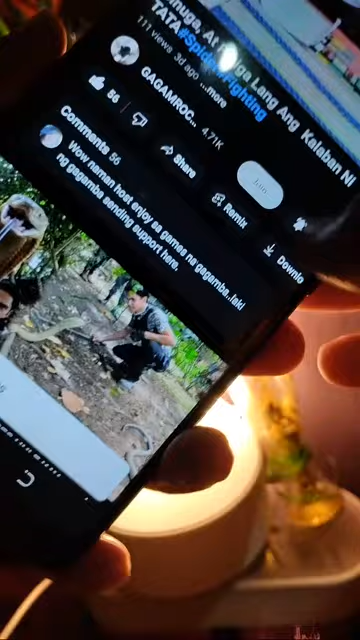 Lang Ang Kalaban Ni
TATA#SpiderFighting
111 views 3d ago ...more
GAGAMROC... 4.71K
56
Share
Join
Remix
Downlo
Comments 56
Wow naman host enjoy sa games ng gagamba...laki
ng gagamba sending support here.